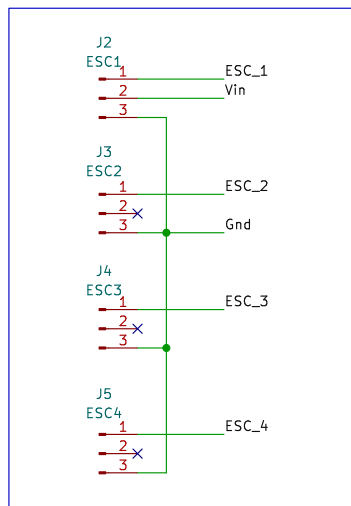 J2
ESC1
1 ESC_1
2 Vin
3
J3
ESC2
1 ESC_2
2
3 Gnd
J4
ESC3
1 ESC_3
2
3
J5
ESC4
1 ESC_4
2
3